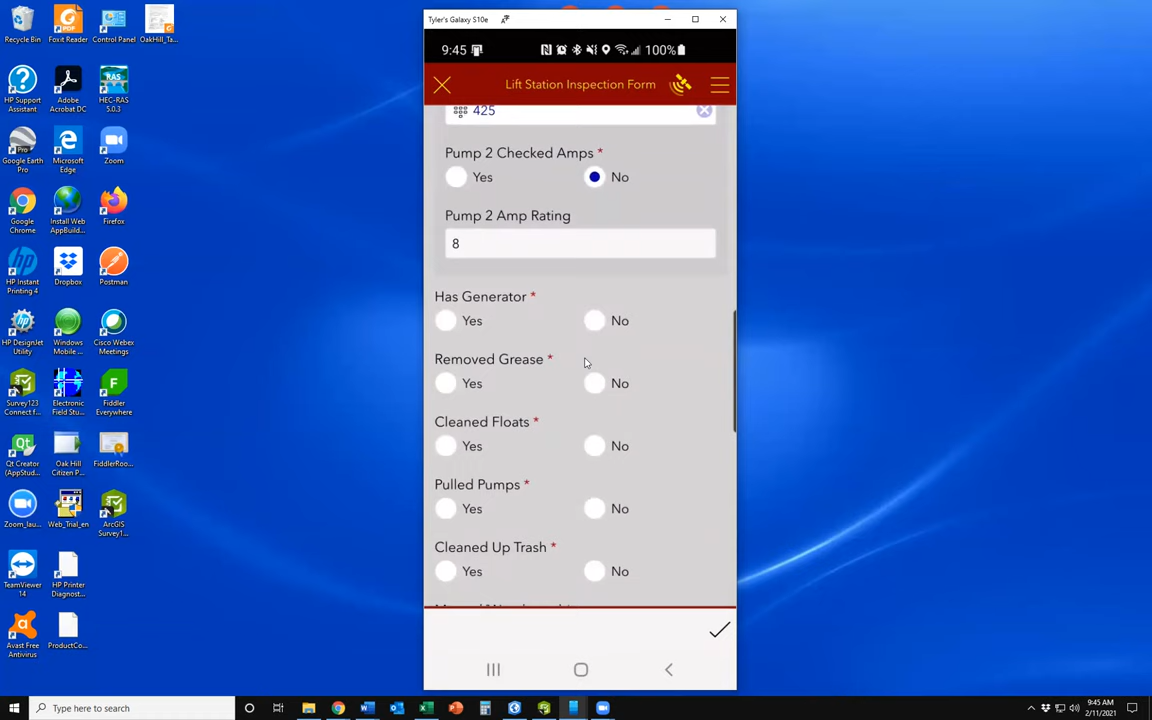 Tyler's Galaxy S10e
9:45
100%
Lift Station Inspection Form
425
Pump 2 Checked Amps *
Yes
No
Pump 2 Amp Rating
8
Has Generator *
Yes
No
Removed Grease *
Yes
No
Cleaned Floats *
Yes
No
Pulled Pumps *
Yes
No
Cleaned Up Trash *
Yes
No
Recycle Bin
Foxit Reader
Control Panel
OakHill_Ta...
HP Support
Assistant
Adobe
Acrobat DC
HEC-RAS
5.0.3
Google Earth
Pro
Microsoft
Edge
Zoom
Google
Chrome
Install Web
AppBuild...
Firefox
HP Instant
Printing 4
Dropbox
Postman
HP DesignJet
Utility
Windows
Mobile ...
Cisco Webex
Meetings
Survey123
Connect f...
Electronic
Field Stu...
Fiddler
Everywhere
Qt Creator
(AppStud...
Oak Hill
Citizen P...
FiddlerRoo...
Zoom_lau...
Web_Trial_en
ArcGIS
Survey1...
TeamViewer
14
HP Printer
Diagnost...
Avast Free
Antivirus
ProductCo...
Type here to search
9:45 AM
2/11/2021